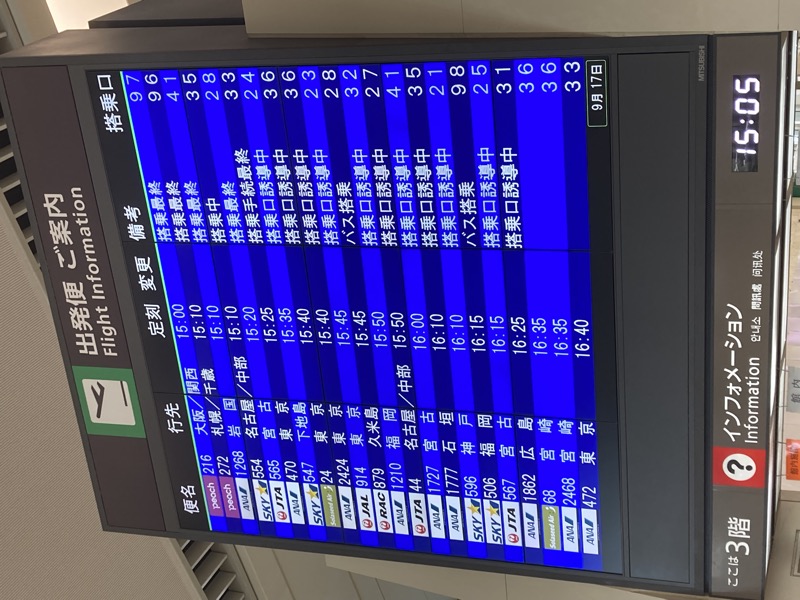 出発便 ご案内
Flight Information
便名 行先 定刻 変更 備考 搭乗口
peach 216 大阪/関西 15:00 搭乗最終 97
peach 272 札幌/千歳 15:10 搭乗最終 96
ANA 1268 岩国 15:10 搭乗最終 41
SKY 554 名古屋/中部 15:10 搭乗中 35
JTA 565 宮古 15:20 搭乗最終 28
ANA 470 東京 15:25 搭乗手続最終 33
SKY 547 下地島 15:35 搭乗口誘導中 24
Solaseed Air 24 東京 15:40 搭乗口誘導中 36
ANA 2424 東京 15:40 搭乗口誘導中 36
JAL 914 東京 15:45 搭乗口誘導中 23
RAC 879 久米島 15:45 バス搭乗 28
ANA 1210 福岡 15:50 搭乗口誘導中 32
JTA 44 名古屋/中部 15:50 搭乗口誘導中 27
ANA 1727 宮古 16:00 搭乗口誘導中 41
ANA 1777 石垣 16:10 搭乗口誘導中 35
SKY 596 神戸 16:10 搭乗口誘導中 21
SKY 506 福岡 16:15 バス搭乗 98
JTA 567 宮古 16:15 搭乗口誘導中 25
ANA 1862 広島 16:25 搭乗口誘導中 31
Solaseed Air 68 宮崎 16:35 36
ANA 2468 宮崎 16:35 36
ANA 472 東京 16:40 33
9月17日
MITSUBISHI
ここは3階 ? インフォメーション
Information 안내소 問訊處 问讯处
15:05
館内